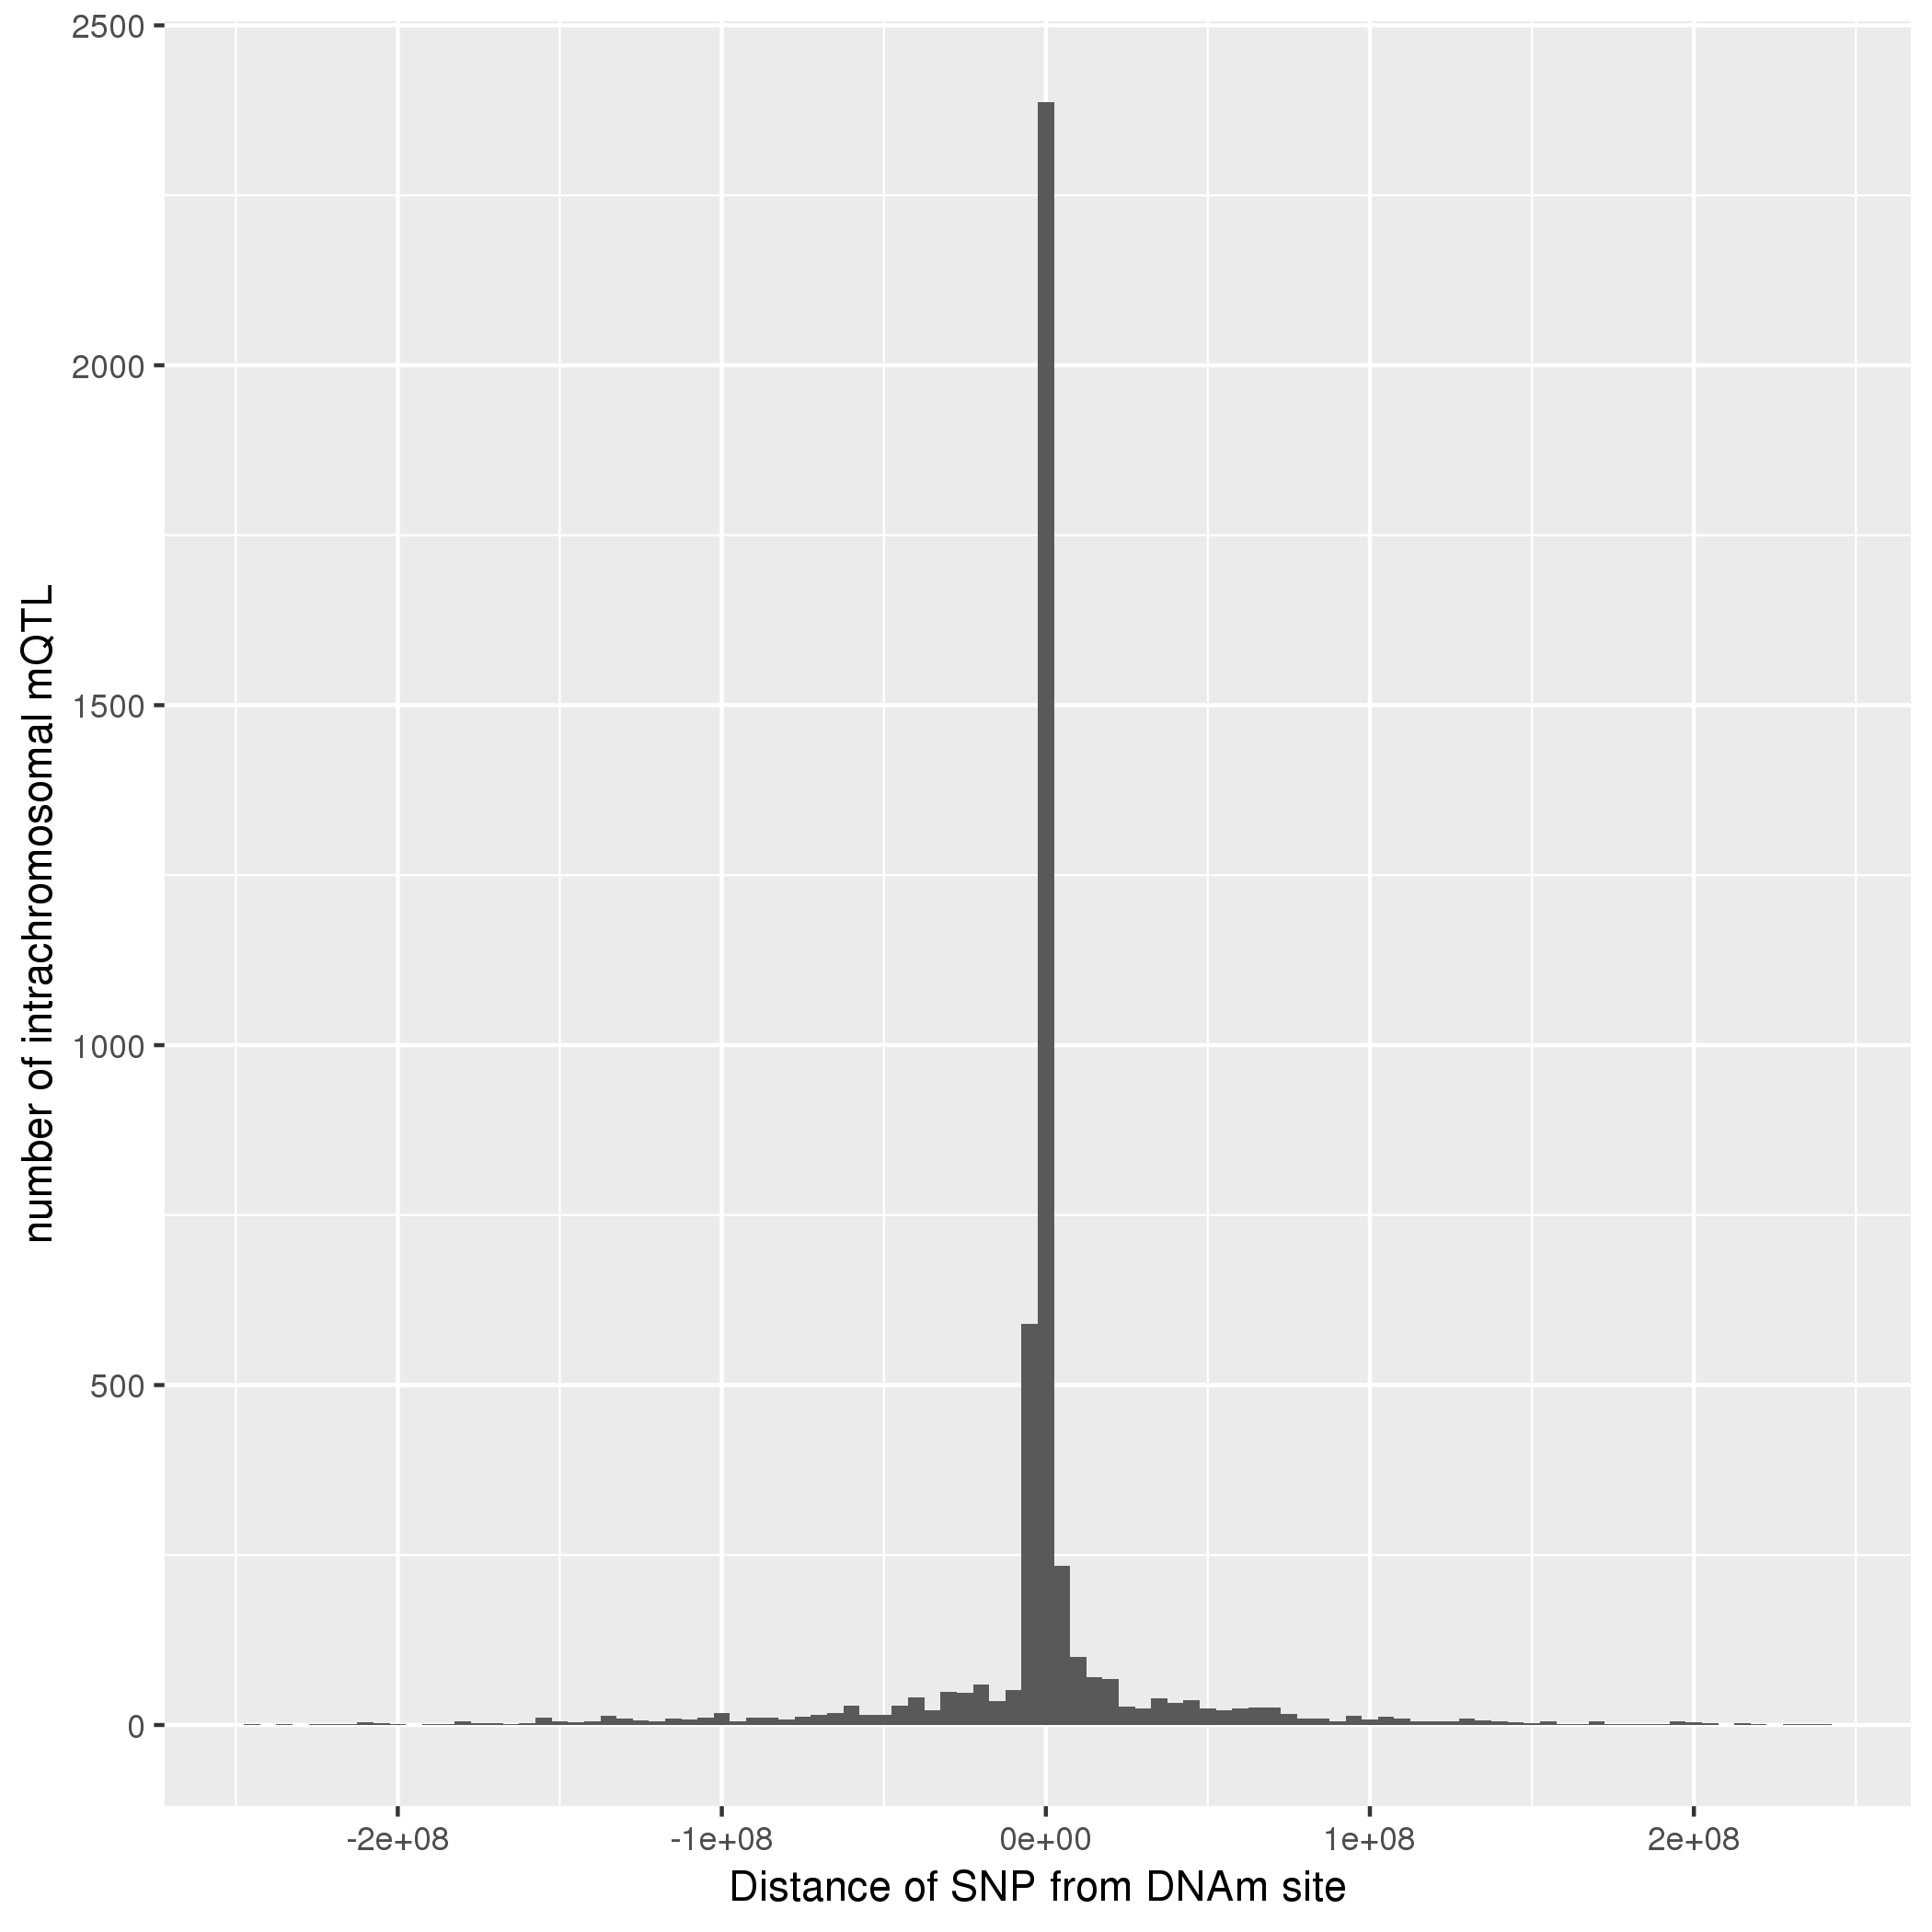 number of intrachromosomal mQTL
2500
2000
1500
1000
500
0
-2e+08 -1e+08 0e+00 1e+08 2e+08
Distance of SNP from DNAm site